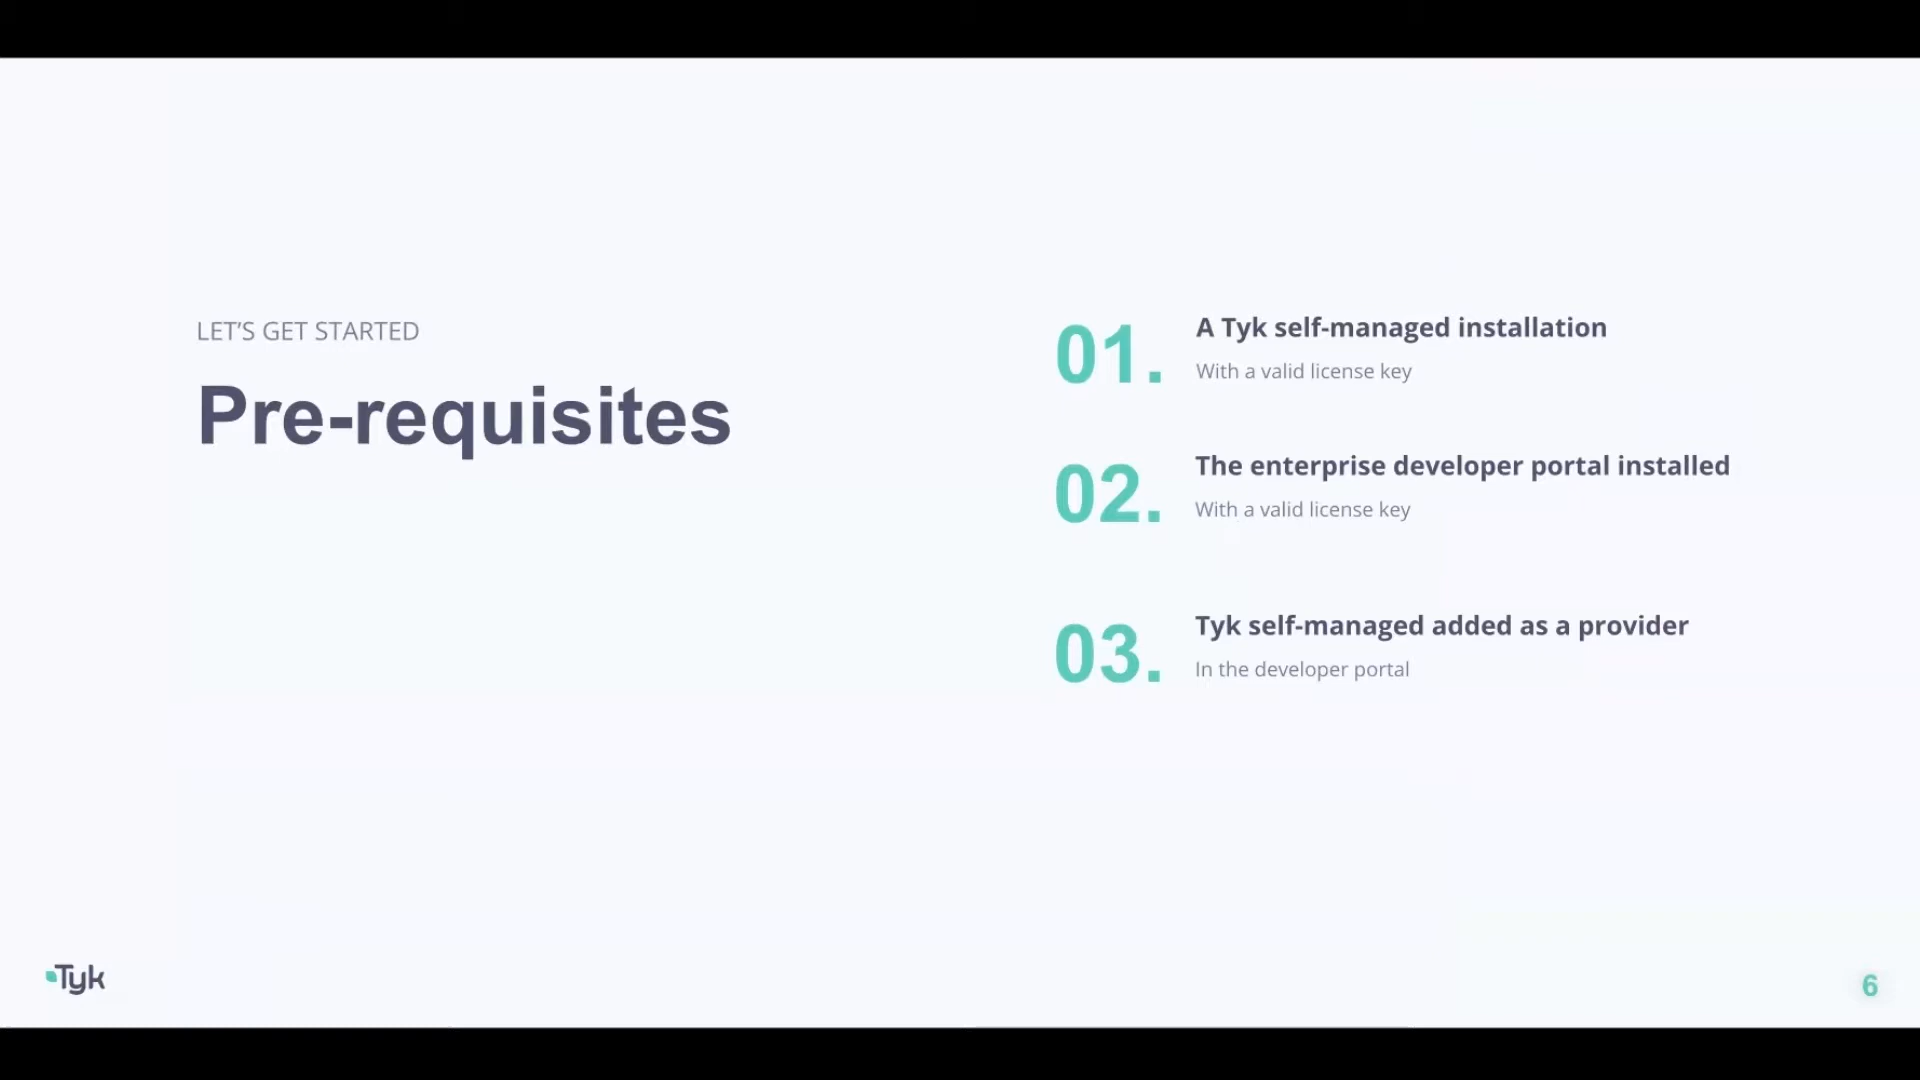 LET'S GET STARTED
Pre-requisites
01.
A Tyk self-managed installation
With a valid license key
02.
The enterprise developer portal installed
With a valid license key
03.
Tyk self-managed added as a provider
In the developer portal
Tyk
6